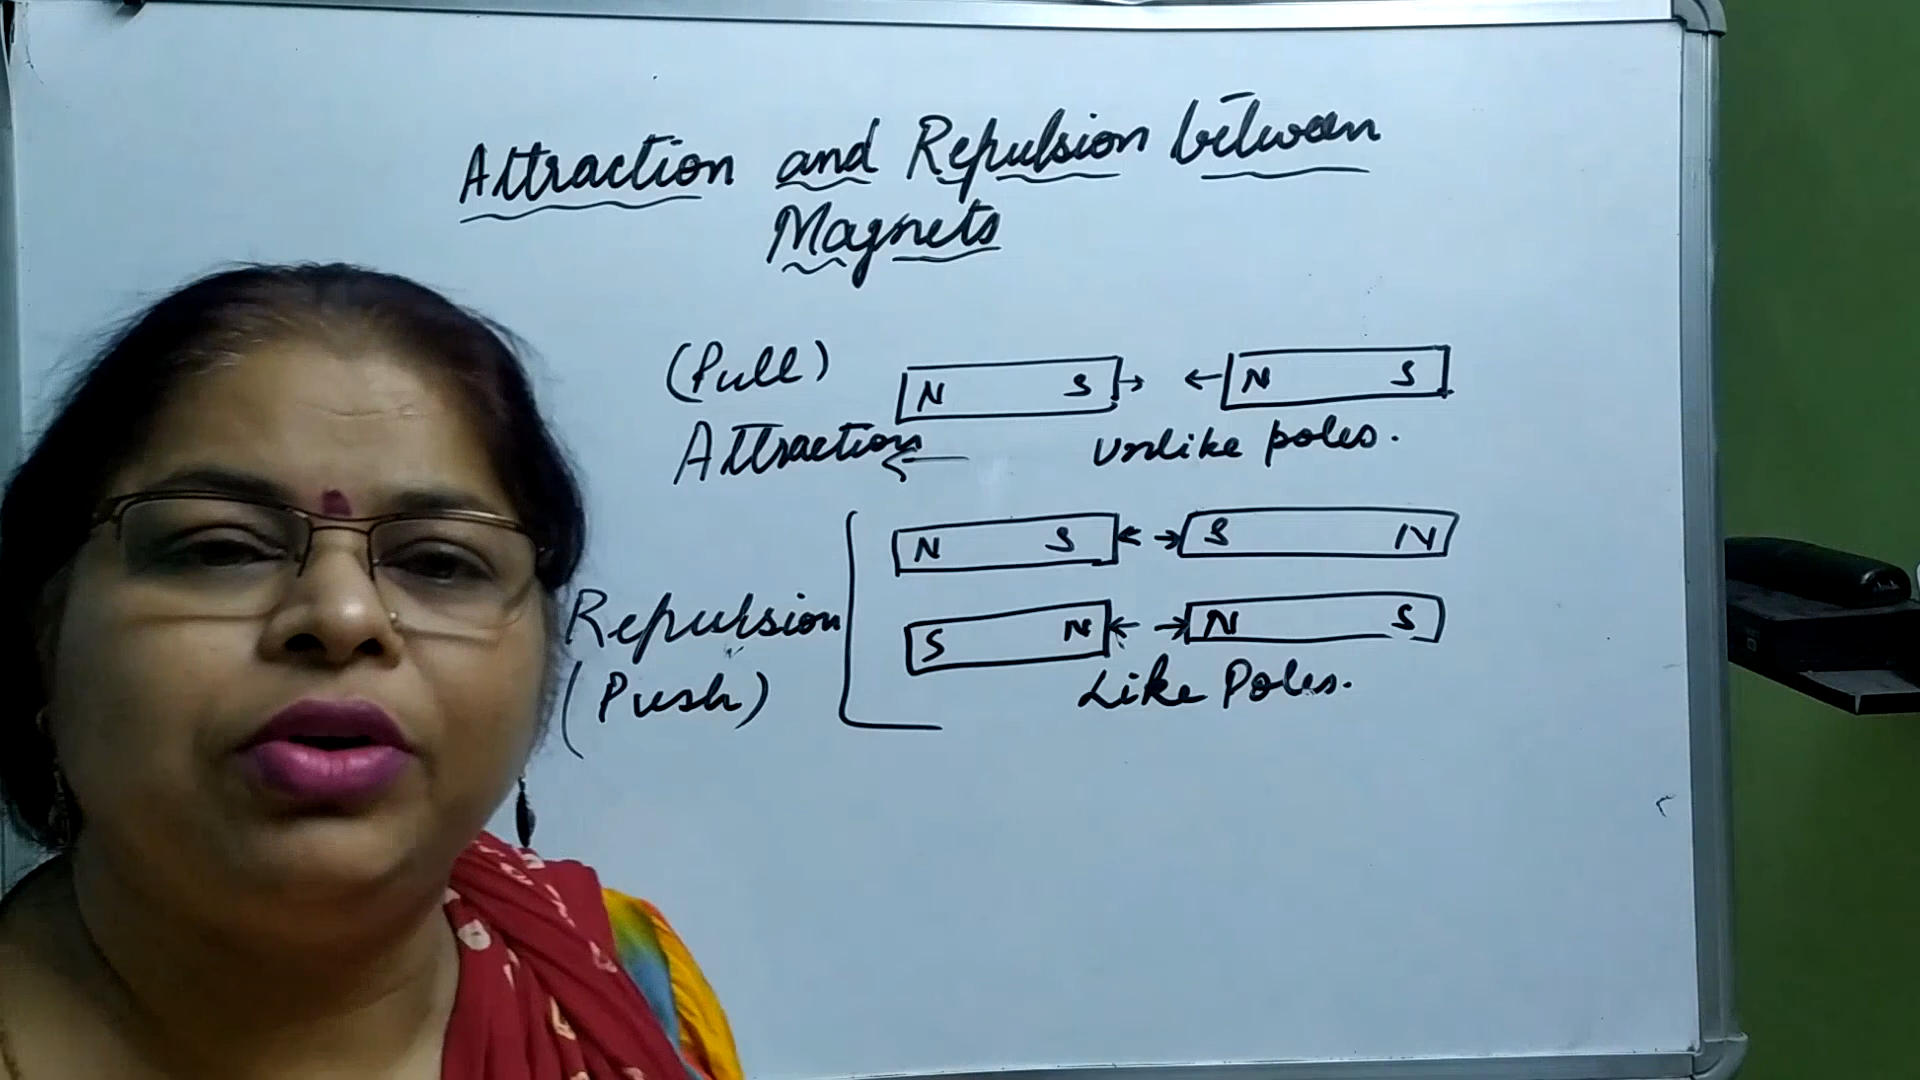 Attraction and Repulsion between
Magnets
(Pull)
N S → ← N S
Attraction ←
Unlike poles.
N S ← → S N
Repulsion
S N ← → N S
(Push)
Like Poles.